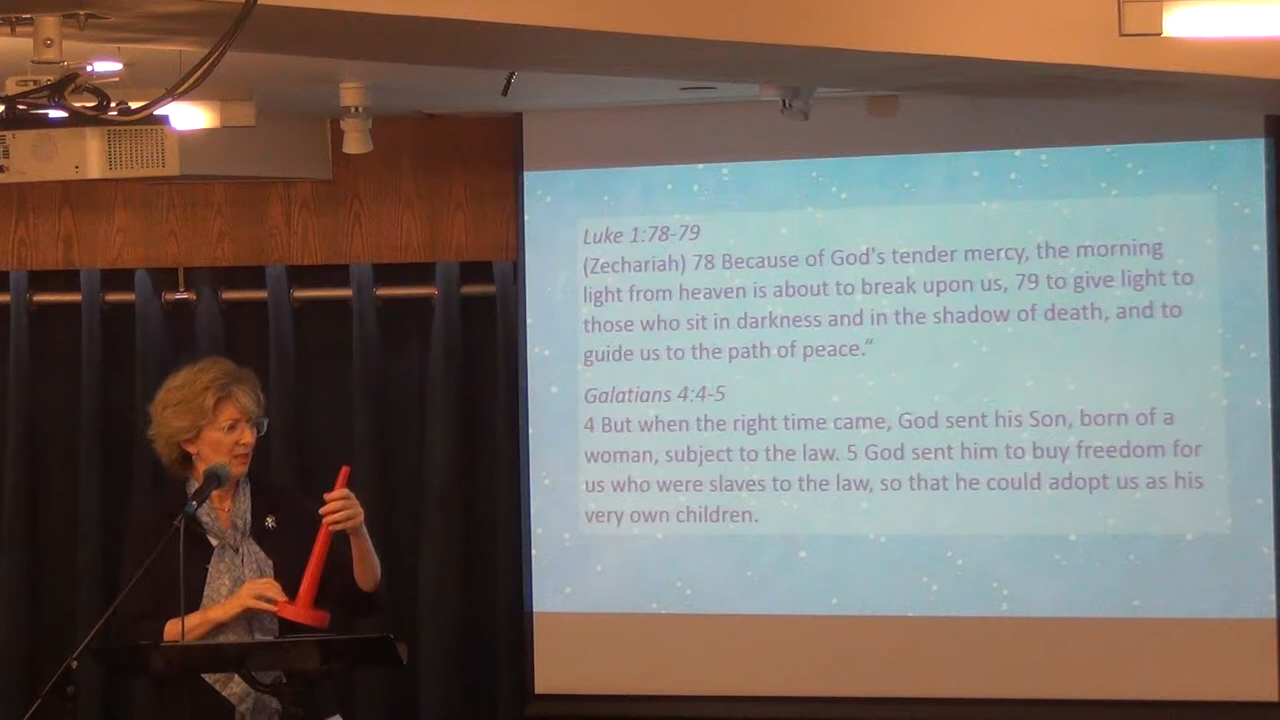 Luke 1:78-79
(Zechariah) 78 Because of God's tender mercy, the morning
light from heaven is about to break upon us, 79 to give light to
those who sit in darkness and in the shadow of death, and to
guide us to the path of peace.“
Galatians 4:4-5
4 But when the right time came, God sent his Son, born of a
woman, subject to the law. 5 God sent him to buy freedom for
us who were slaves to the law, so that he could adopt us as his
very own children.